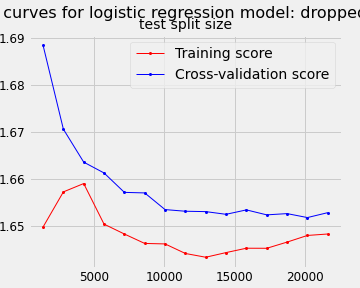 curves for logistic regression model: dropped
test split size
Training score
Cross-validation score
1.69
1.68
1.67
1.66
1.65
5000 10000 15000 20000